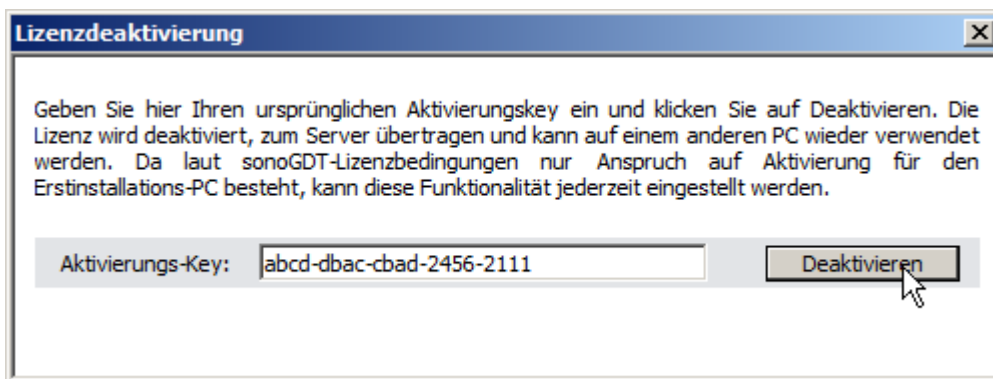 Lizenzdeaktivierung
Geben Sie hier Ihren ursprünglichen Aktivierungskey ein und klicken Sie auf Deaktivieren. Die
Lizenz wird deaktiviert, zum Server übertragen und kann auf einem anderen PC wieder verwendet
werden. Da laut sonoGDT-Lizenzbedingungen nur Anspruch auf Aktivierung für den
Erstinstallations-PC besteht, kann diese Funktionalität jederzeit eingestellt werden.
Aktivierungs-Key: abcd-dbac-cbad-2456-2111 Deaktivieren